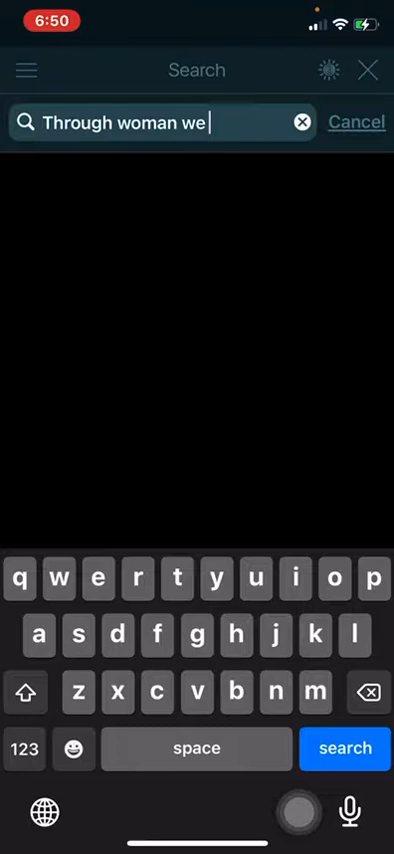 6:50
Search
Through woman we
Cancel
q w e r t y u i o p
a s d f g h j k l
z x c v b n m
123 space search